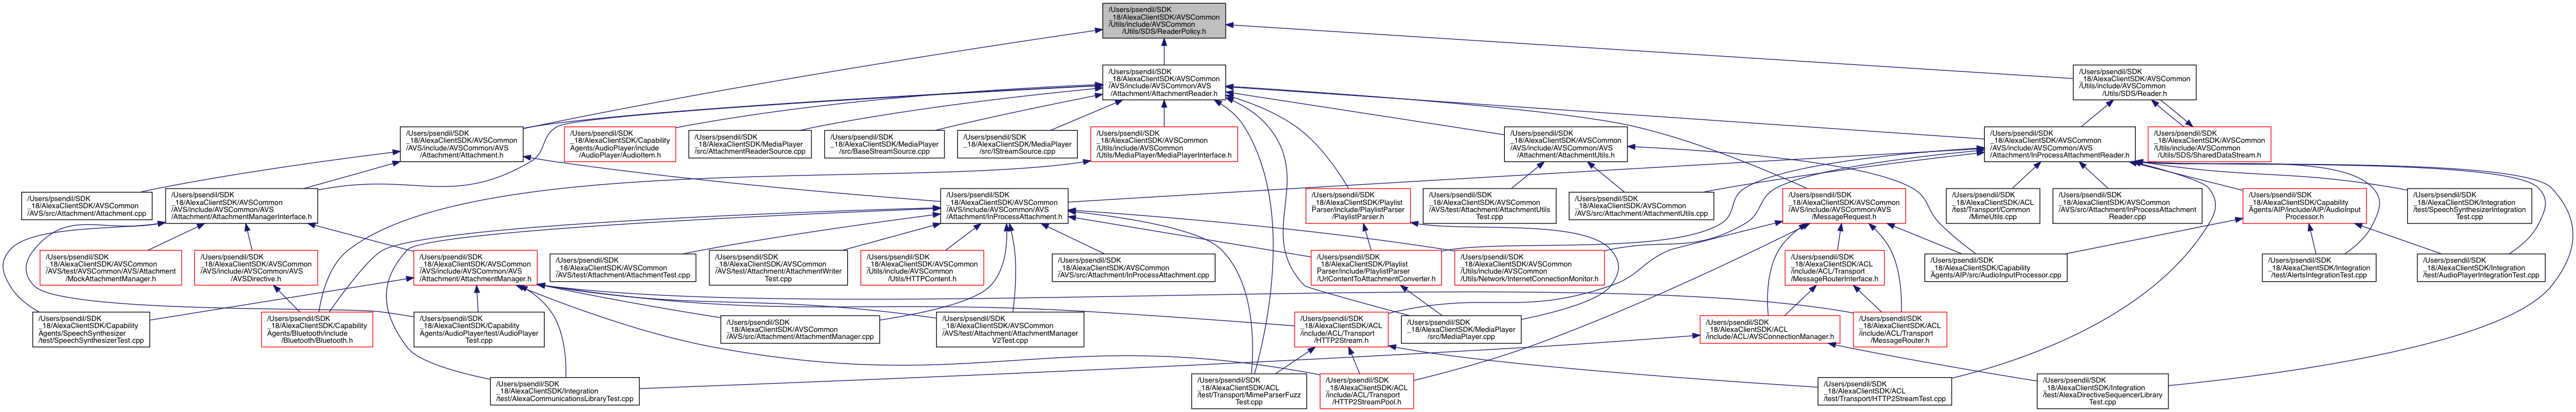 /Users/psendil/SDK
_18/AlexaClientSDK/AVSCommon
/Utils/include/AVSCommon
/Utils/SDS/ReaderPolicy.h
/Users/psendil/SDK
_18/AlexaClientSDK/AVSCommon
/AVS/include/AVSCommon/AVS
/Attachment/AttachmentReader.h
/Users/psendil/SDK
_18/AlexaClientSDK/AVSCommon
/Utils/include/AVSCommon
/Utils/SDS/Reader.h
/Users/psendil/SDK
_18/AlexaClientSDK/AVSCommon
/AVS/include/AVSCommon/AVS
/Attachment/Attachment.h
/Users/psendil/SDK
_18/AlexaClientSDK/Capability
Agents/AudioPlayer/include
/AudioPlayer/AudioItem.h
/Users/psendil/SDK
_18/AlexaClientSDK/MediaPlayer
/src/AttachmentReaderSource.cpp
/Users/psendil/SDK
_18/AlexaClientSDK/MediaPlayer
/src/BaseStreamSource.cpp
/Users/psendil/SDK
_18/AlexaClientSDK/MediaPlayer
/src/IStreamSource.cpp
/Users/psendil/SDK
_18/AlexaClientSDK/AVSCommon
/Utils/include/AVSCommon
/Utils/MediaPlayer/MediaPlayerInterface.h
/Users/psendil/SDK
_18/AlexaClientSDK/AVSCommon
/AVS/include/AVSCommon/AVS
/Attachment/AttachmentUtils.h
/Users/psendil/SDK
_18/AlexaClientSDK/AVSCommon
/AVS/include/AVSCommon/AVS
/Attachment/InProcessAttachmentReader.h
/Users/psendil/SDK
_18/AlexaClientSDK/AVSCommon
/Utils/include/AVSCommon
/Utils/SDS/SharedDataStream.h
/Users/psendil/SDK
_18/AlexaClientSDK/AVSCommon
/AVS/src/Attachment/Attachment.cpp
/Users/psendil/SDK
_18/AlexaClientSDK/AVSCommon
/AVS/include/AVSCommon/AVS
/Attachment/AttachmentManagerInterface.h
/Users/psendil/SDK
_18/AlexaClientSDK/AVSCommon
/AVS/include/AVSCommon/AVS
/Attachment/InProcessAttachment.h
/Users/psendil/SDK
_18/AlexaClientSDK/Playlist
Parser/include/PlaylistParser
/PlaylistParser.h
/Users/psendil/SDK
_18/AlexaClientSDK/AVSCommon
/AVS/test/Attachment/AttachmentUtils
Test.cpp
/Users/psendil/SDK
_18/AlexaClientSDK/AVSCommon
/AVS/src/Attachment/AttachmentUtils.cpp
/Users/psendil/SDK
_18/AlexaClientSDK/AVSCommon
/AVS/include/AVSCommon/AVS
/MessageRequest.h
/Users/psendil/SDK
_18/AlexaClientSDK/ACL
/test/Transport/Common
/MimeUtils.cpp
/Users/psendil/SDK
_18/AlexaClientSDK/AVSCommon
/AVS/src/Attachment/InProcessAttachment
Reader.cpp
/Users/psendil/SDK
_18/AlexaClientSDK/Capability
Agents/AIP/include/AIP/AudioInput
Processor.h
/Users/psendil/SDK
_18/AlexaClientSDK/Integration
/test/SpeechSynthesizerIntegration
Test.cpp
/Users/psendil/SDK
_18/AlexaClientSDK/AVSCommon
/AVS/test/AVSCommon/AVS/Attachment
/MockAttachmentManager.h
/Users/psendil/SDK
_18/AlexaClientSDK/AVSCommon
/AVS/include/AVSCommon/AVS
/AVSDirective.h
/Users/psendil/SDK
_18/AlexaClientSDK/AVSCommon
/AVS/include/AVSCommon/AVS
/Attachment/AttachmentManager.h
/Users/psendil/SDK
_18/AlexaClientSDK/AVSCommon
/AVS/test/Attachment/AttachmentTest.cpp
/Users/psendil/SDK
_18/AlexaClientSDK/AVSCommon
/AVS/test/Attachment/AttachmentWriter
Test.cpp
/Users/psendil/SDK
_18/AlexaClientSDK/AVSCommon
/Utils/include/AVSCommon
/Utils/HTTPContent.h
/Users/psendil/SDK
_18/AlexaClientSDK/AVSCommon
/AVS/src/Attachment/InProcessAttachment.cpp
/Users/psendil/SDK
_18/AlexaClientSDK/Playlist
Parser/include/PlaylistParser
/UrlContentToAttachmentConverter.h
/Users/psendil/SDK
_18/AlexaClientSDK/AVSCommon
/Utils/include/AVSCommon
/Utils/Network/InternetConnectionMonitor.h
/Users/psendil/SDK
_18/AlexaClientSDK/ACL
/include/ACL/Transport
/MessageRouterInterface.h
/Users/psendil/SDK
_18/AlexaClientSDK/Capability
Agents/AIP/src/AudioInputProcessor.cpp
/Users/psendil/SDK
_18/AlexaClientSDK/Integration
/test/AlertsIntegrationTest.cpp
/Users/psendil/SDK
_18/AlexaClientSDK/Integration
/test/AudioPlayerIntegrationTest.cpp
/Users/psendil/SDK
_18/AlexaClientSDK/Capability
Agents/SpeechSynthesizer
/test/SpeechSynthesizerTest.cpp
/Users/psendil/SDK
_18/AlexaClientSDK/Capability
Agents/Bluetooth/include
/Bluetooth/Bluetooth.h
/Users/psendil/SDK
_18/AlexaClientSDK/Capability
Agents/AudioPlayer/test/AudioPlayer
Test.cpp
/Users/psendil/SDK
_18/AlexaClientSDK/AVSCommon
/AVS/src/Attachment/AttachmentManager.cpp
/Users/psendil/SDK
_18/AlexaClientSDK/AVSCommon
/AVS/test/Attachment/AttachmentManager
V2Test.cpp
/Users/psendil/SDK
_18/AlexaClientSDK/ACL
/include/ACL/Transport
/HTTP2Stream.h
/Users/psendil/SDK
_18/AlexaClientSDK/MediaPlayer
/src/MediaPlayer.cpp
/Users/psendil/SDK
_18/AlexaClientSDK/ACL
/include/ACL/AVSConnectionManager.h
/Users/psendil/SDK
_18/AlexaClientSDK/ACL
/include/ACL/Transport
/MessageRouter.h
/Users/psendil/SDK
_18/AlexaClientSDK/Integration
/test/AlexaCommunicationsLibraryTest.cpp
/Users/psendil/SDK
_18/AlexaClientSDK/ACL
/test/Transport/MimeParserFuzz
Test.cpp
/Users/psendil/SDK
_18/AlexaClientSDK/ACL
/include/ACL/Transport
/HTTP2StreamPool.h
/Users/psendil/SDK
_18/AlexaClientSDK/ACL
/test/Transport/HTTP2StreamTest.cpp
/Users/psendil/SDK
_18/AlexaClientSDK/Integration
/test/AlexaDirectiveSequencerLibrary
Test.cpp